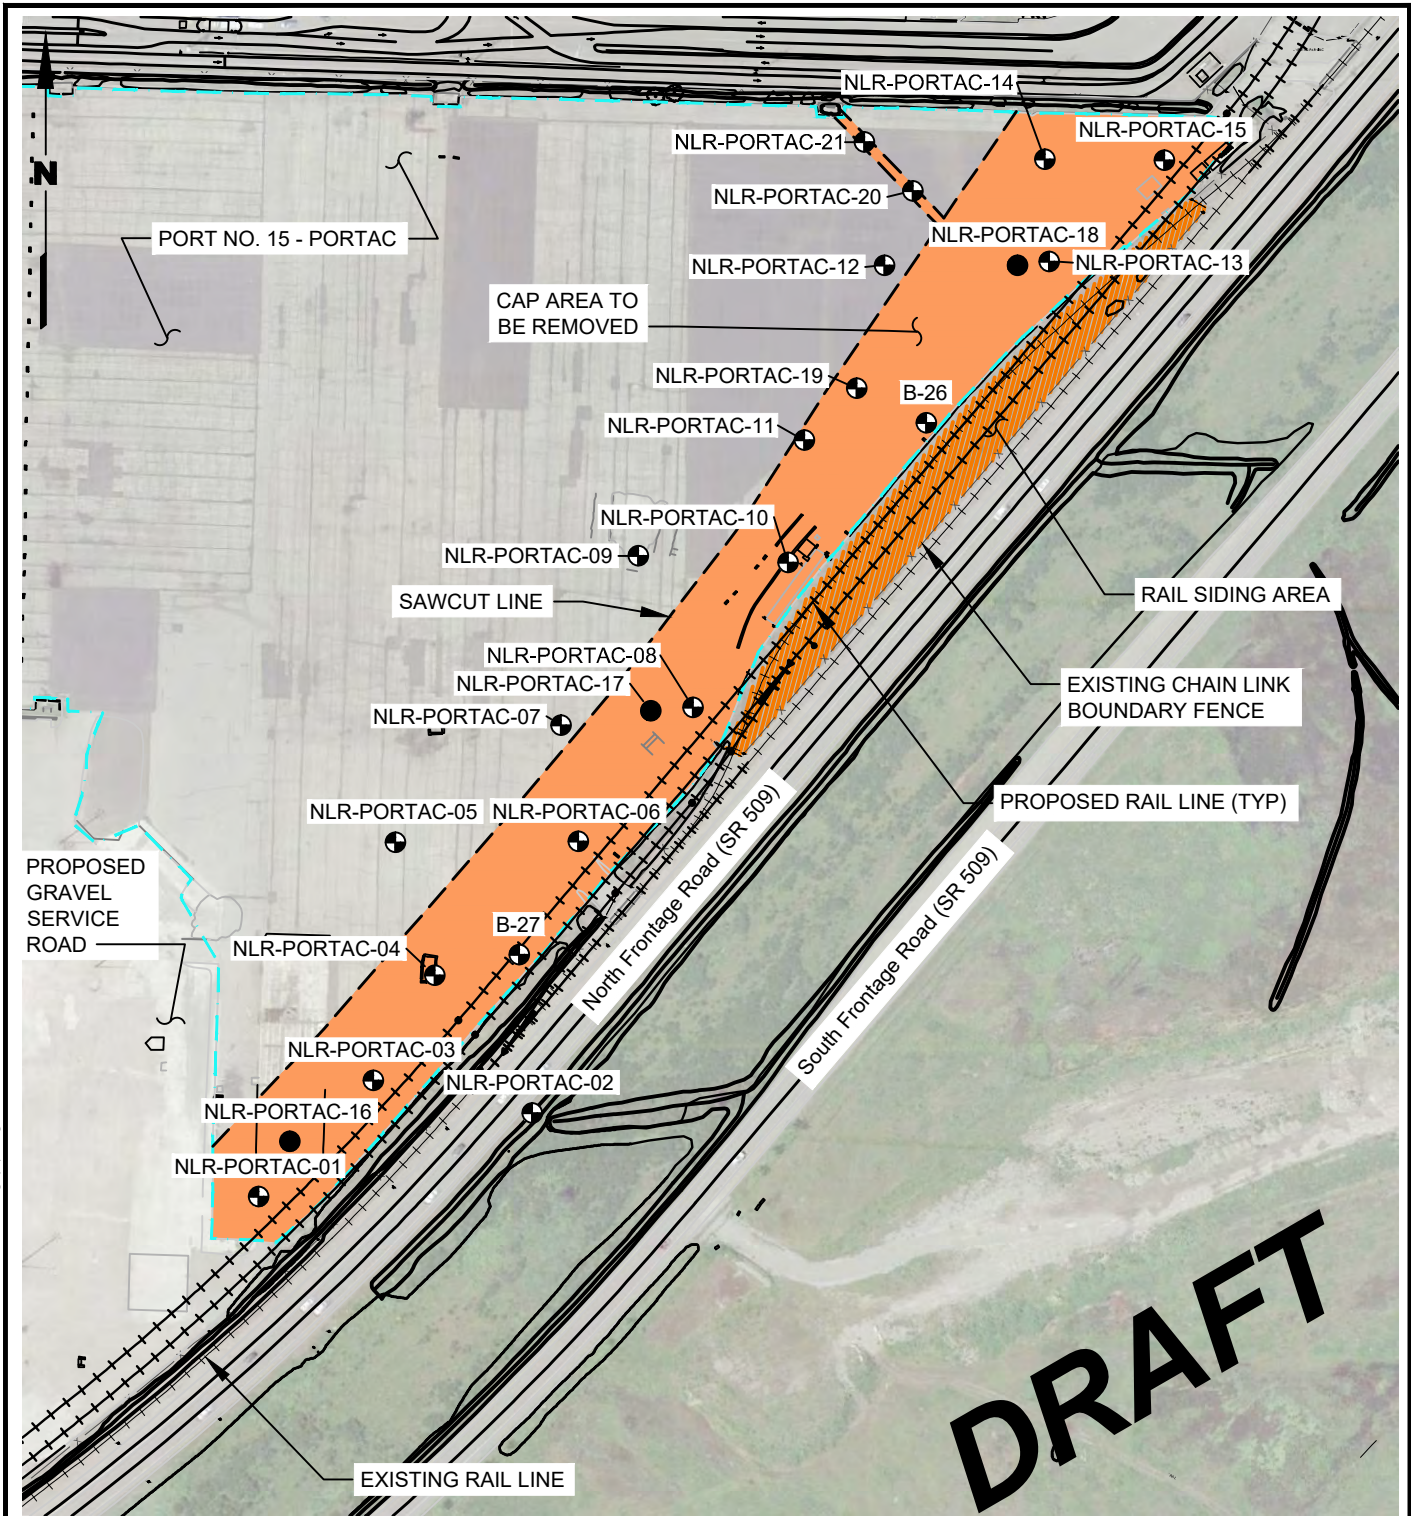 NLR-PORTAC-14
NLR-PORTAC-15
NLR-PORTAC-21
N
NLR-PORTAC-20
PORT NO. 15 - PORTAC
NLR-PORTAC-18
NLR-PORTAC-12
NLR-PORTAC-13
CAP AREA TO
BE REMOVED
NLR-PORTAC-19
B-26
NLR-PORTAC-11
NLR-PORTAC-10
NLR-PORTAC-09
SAWCUT LINE
RAIL SIDING AREA
NLR-PORTAC-08
NLR-PORTAC-17
EXISTING CHAIN LINK
BOUNDARY FENCE
NLR-PORTAC-07
PROPOSED RAIL LINE (TYP)
NLR-PORTAC-05
NLR-PORTAC-06
North Frontage Road (SR 509)
South Frontage Road (SR 509)
PROPOSED
GRAVEL
SERVICE
ROAD
B-27
NLR-PORTAC-04
NLR-PORTAC-03
NLR-PORTAC-02
NLR-PORTAC-16
NLR-PORTAC-01
DRAFT
EXISTING RAIL LINE